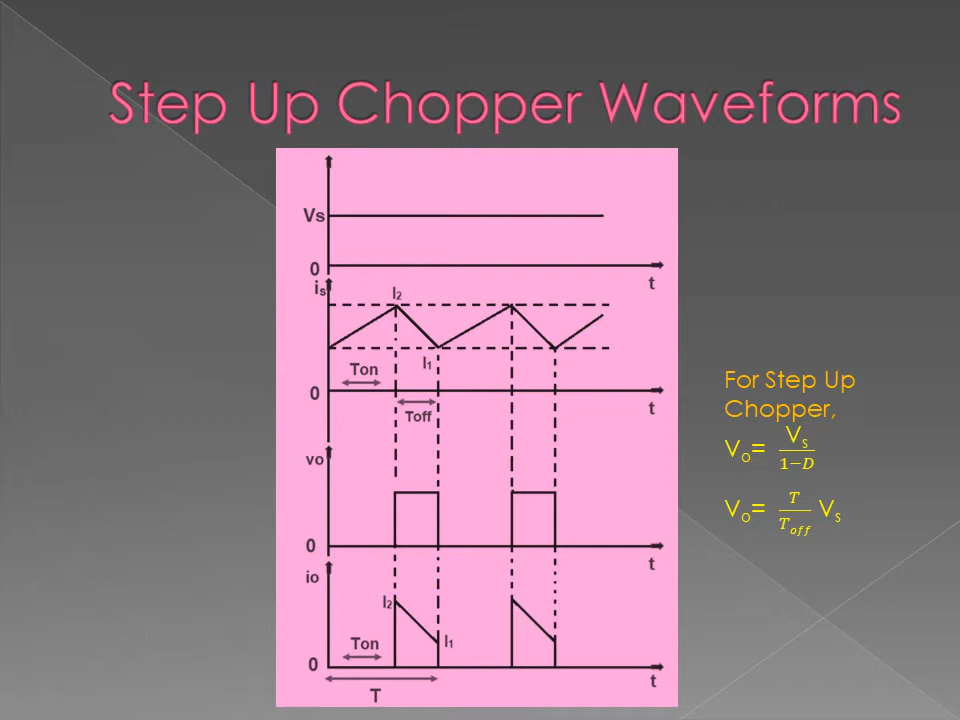 Step Up Chopper Waveforms
Vs
0
t
is
I2
I1
Ton
0
Toff
t
vo
0
t
io
I2
I1
Ton
0
t
T
For Step Up
Chopper,
Vo= Vs/1−D
Vo= T/Toff Vs